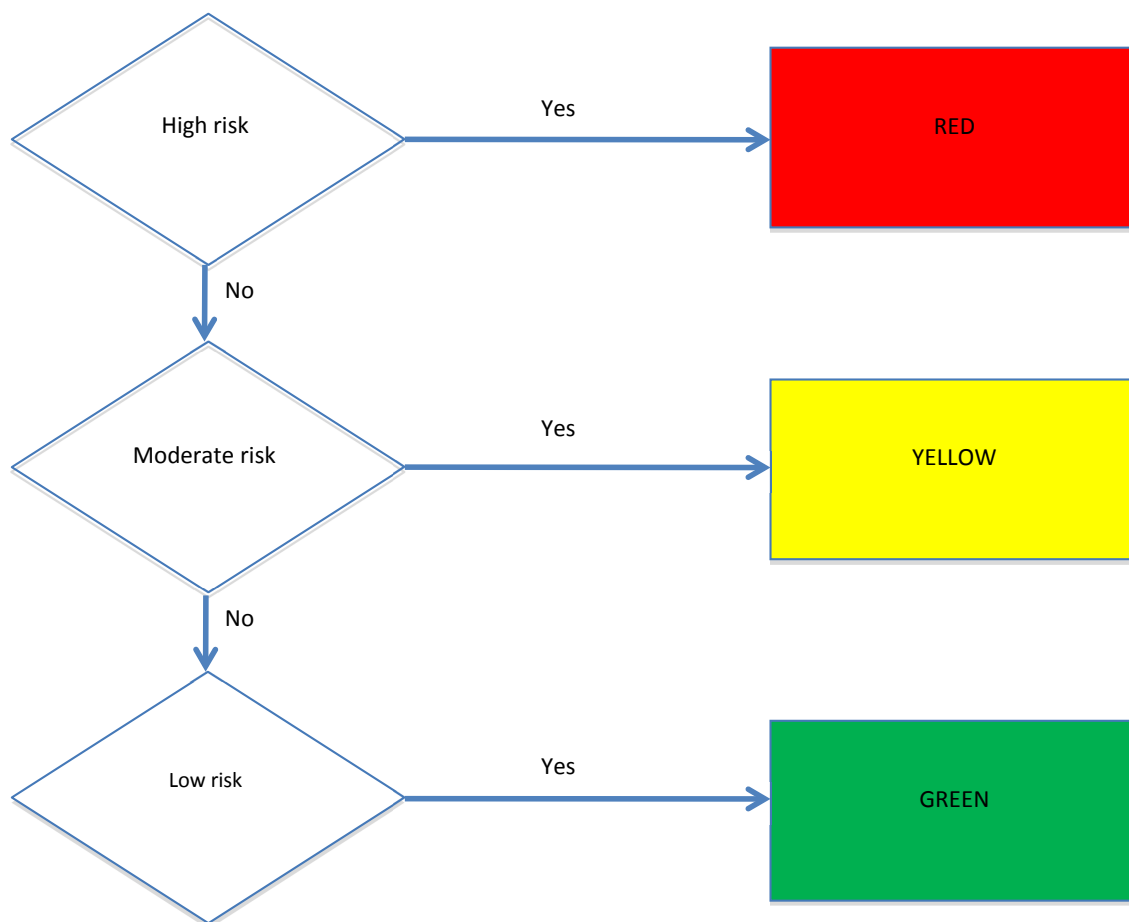 High risk
Yes
RED
No
Moderate risk
Yes
YELLOW
No
Low risk
Yes
GREEN